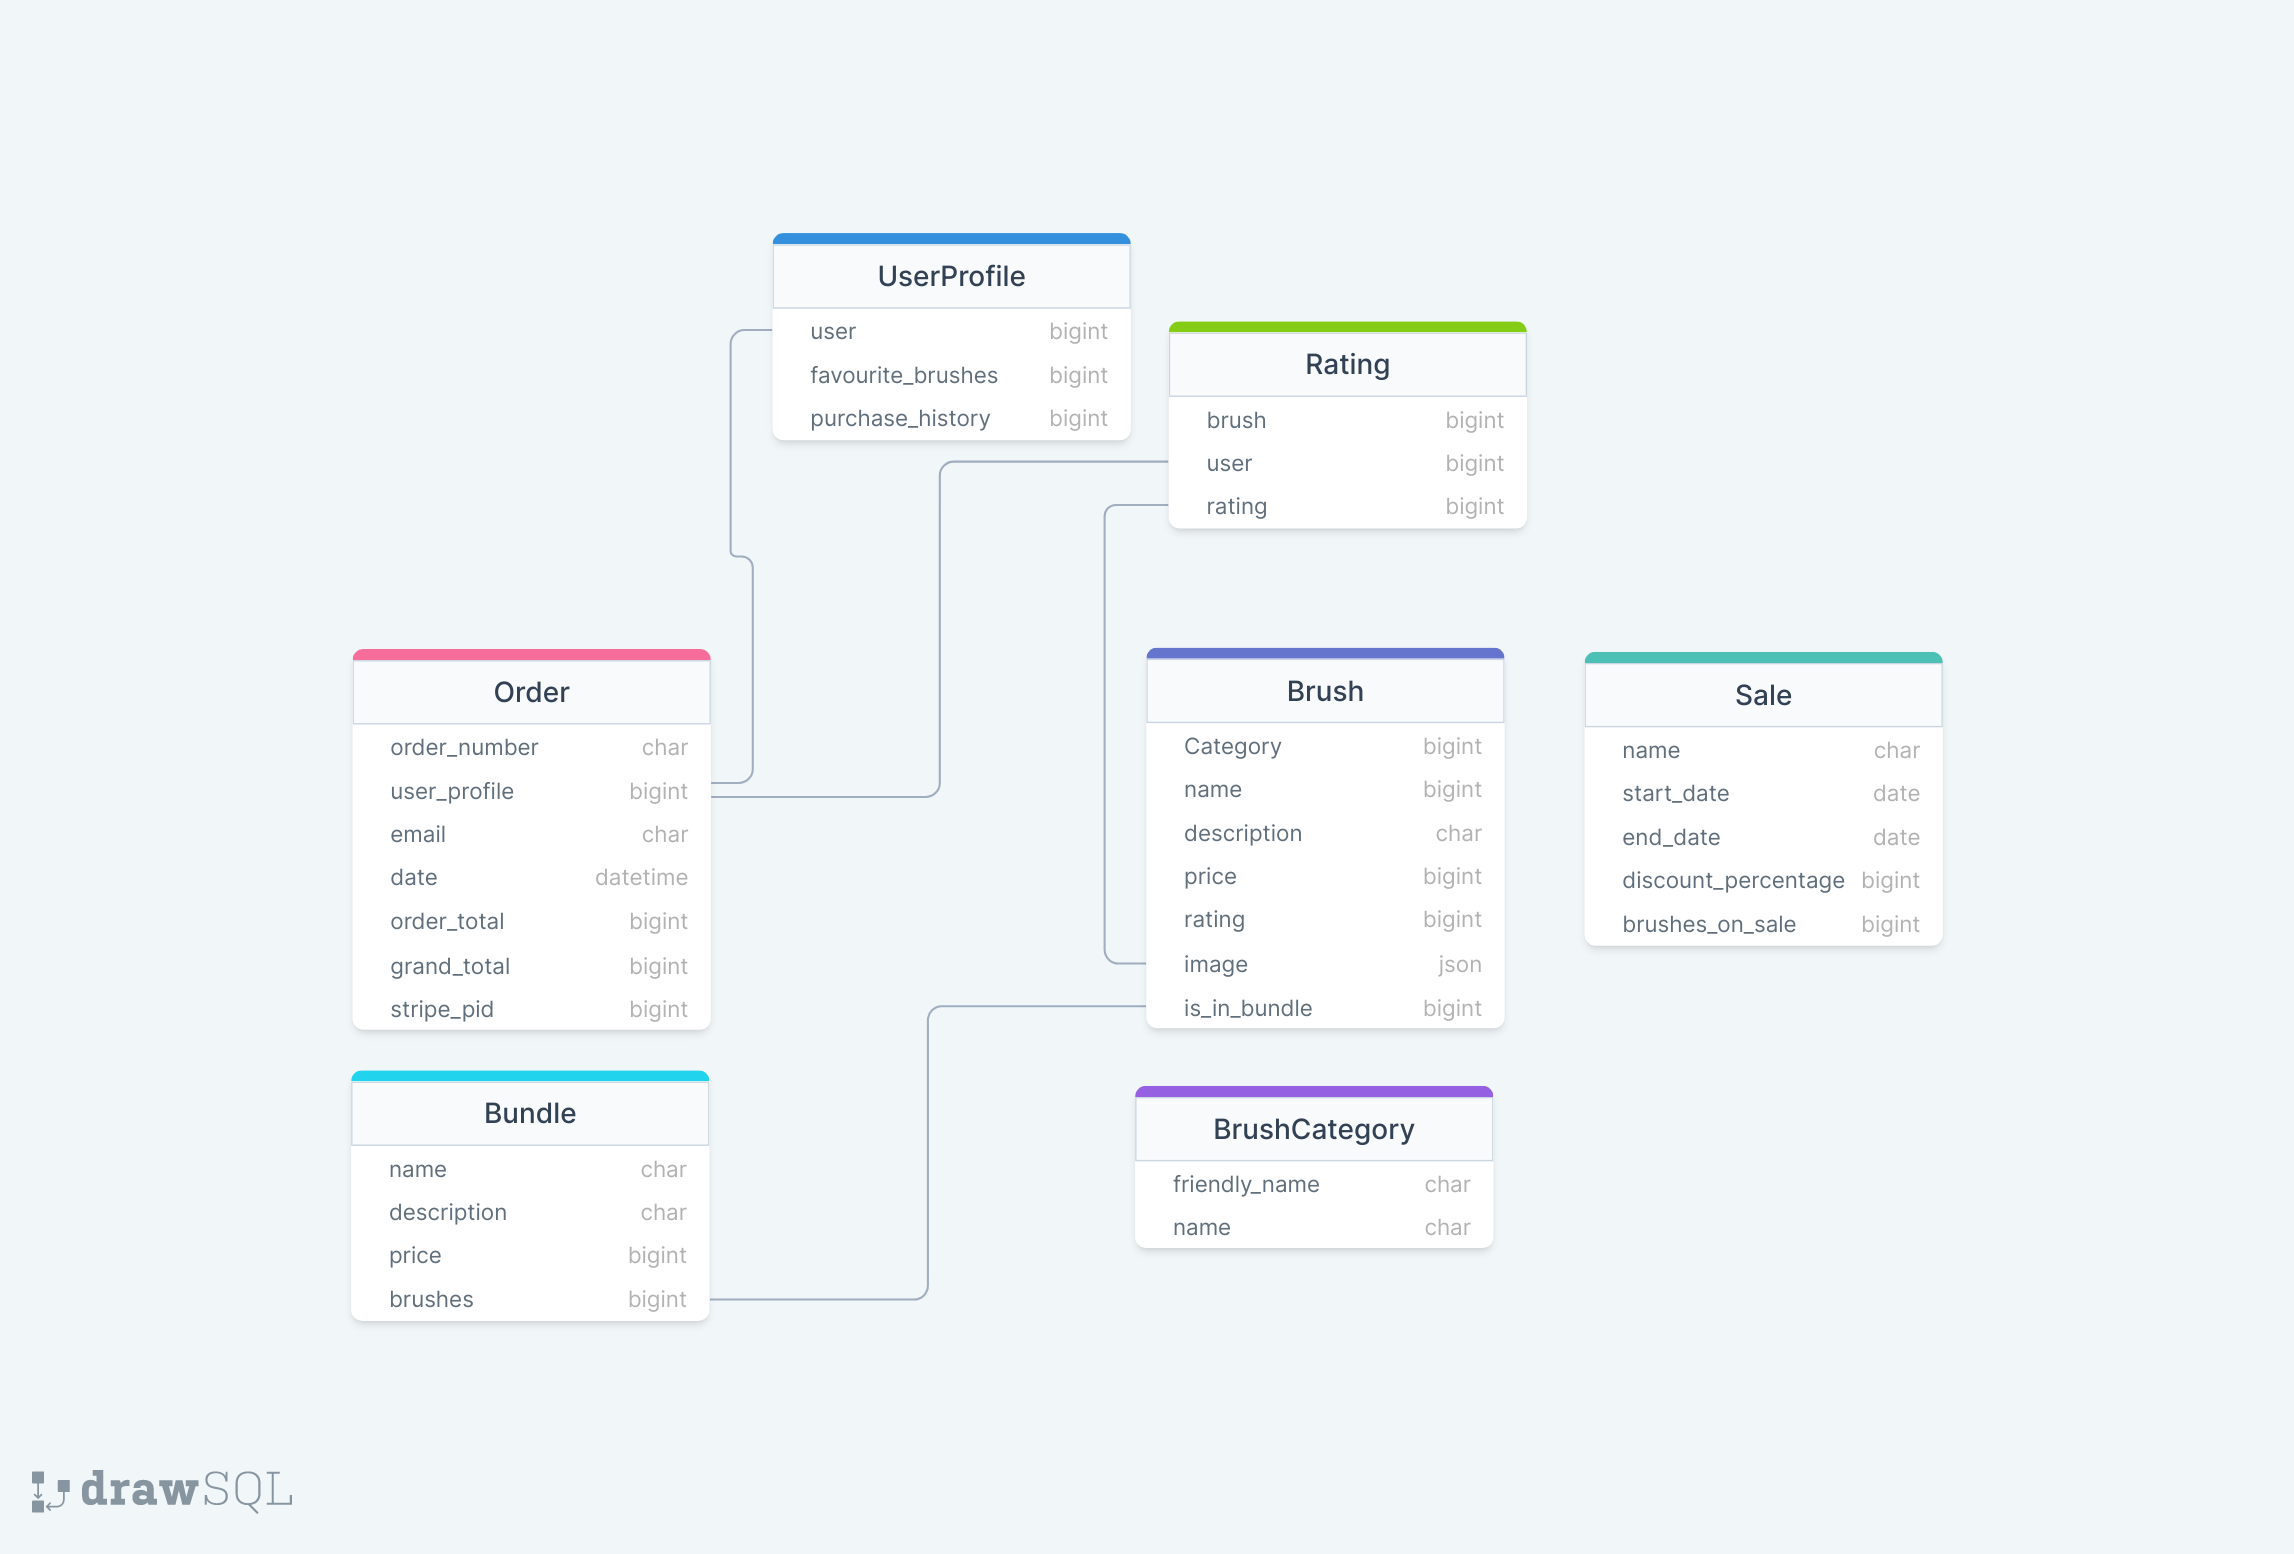 UserProfile
user bigint
favourite_brushes bigint
purchase_history bigint
Rating
brush bigint
user bigint
rating bigint
Order
order_number char
user_profile bigint
email char
date datetime
order_total bigint
grand_total bigint
stripe_pid bigint
Brush
Category bigint
name bigint
description char
price bigint
rating bigint
image json
is_in_bundle bigint
Sale
name char
start_date date
end_date date
discount_percentage bigint
brushes_on_sale bigint
Bundle
name char
description char
price bigint
brushes bigint
BrushCategory
friendly_name char
name char
drawSQL